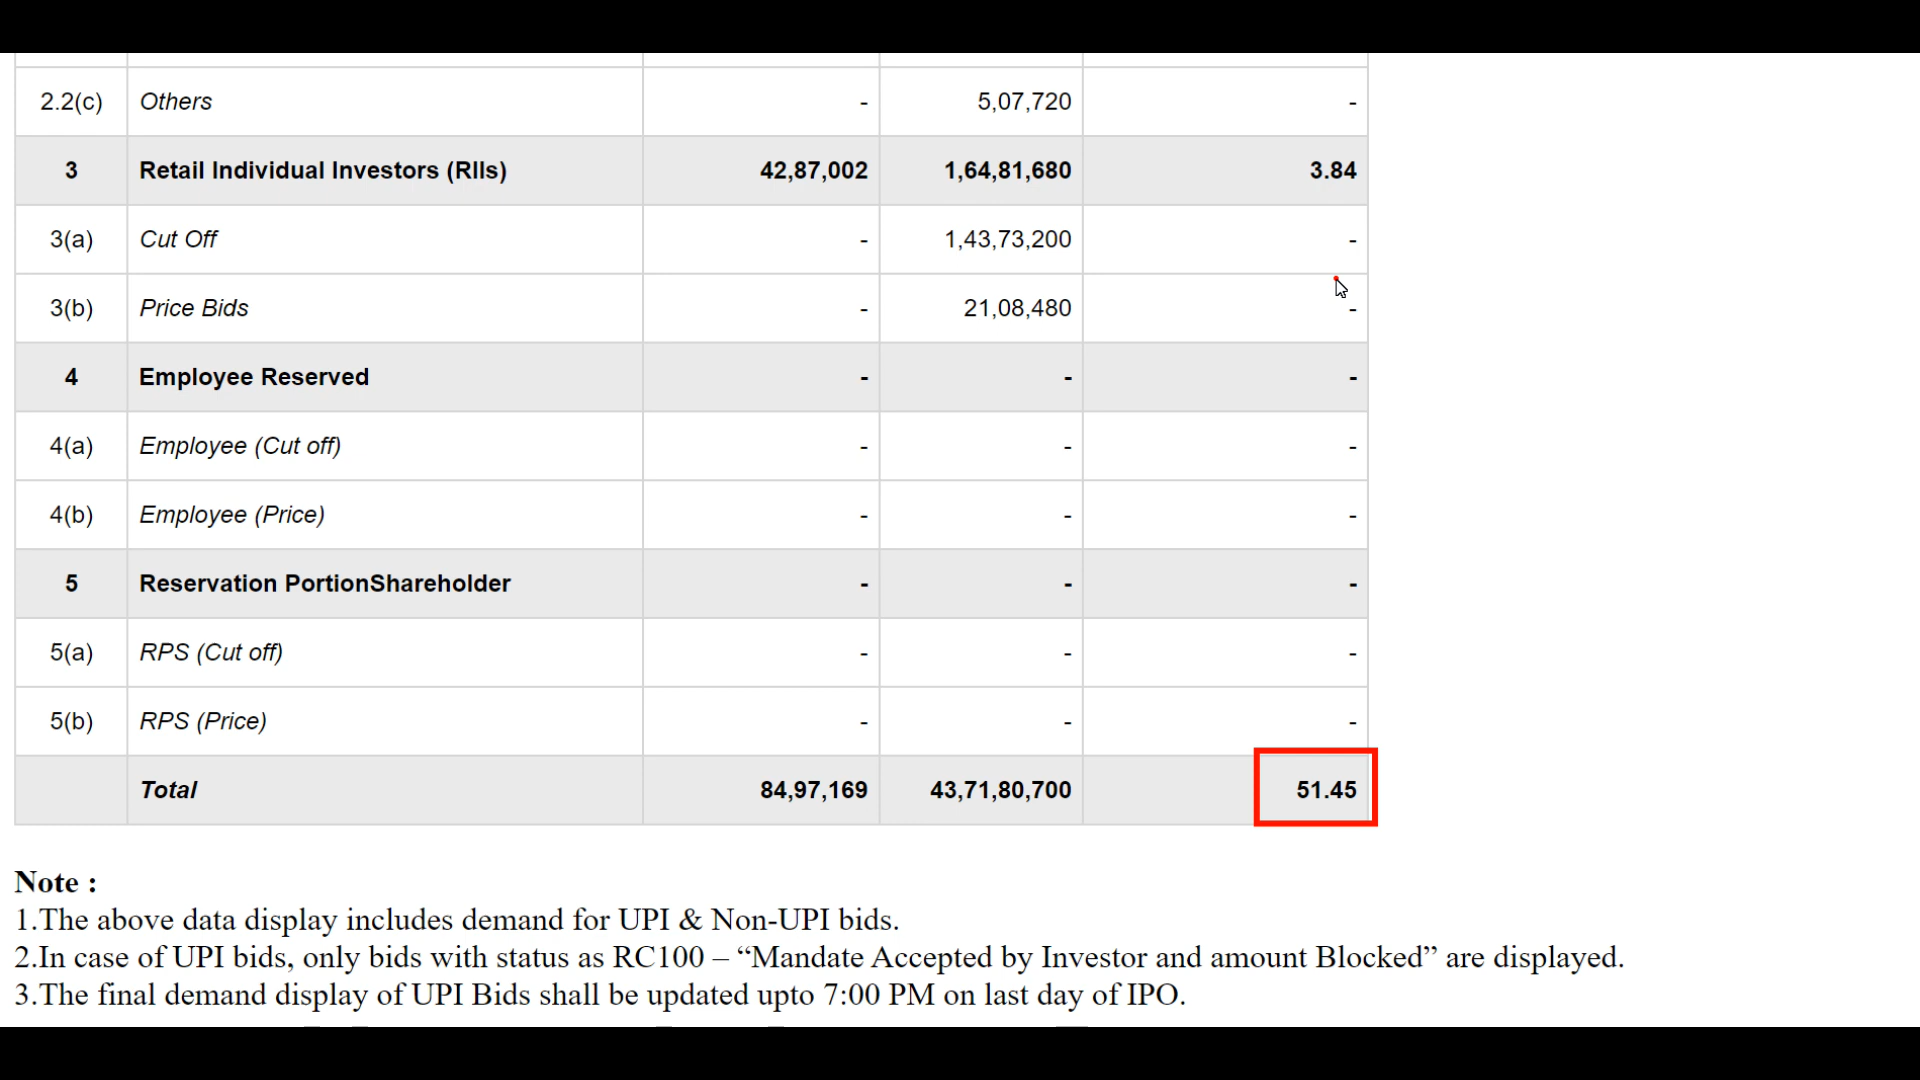 2.2(c) Others - 5,07,720 -
3 Retail Individual Investors (RIIs) 42,87,002 1,64,81,680 3.84
3(a) Cut Off - 1,43,73,200 -
3(b) Price Bids - 21,08,480 -
4 Employee Reserved - - -
4(a) Employee (Cut off) - - -
4(b) Employee (Price) - - -
5 Reservation PortionShareholder - - -
5(a) RPS (Cut off) - - -
5(b) RPS (Price) - - -
Total 84,97,169 43,71,80,700 51.45
Note :
1.The above data display includes demand for UPI & Non-UPI bids.
2.In case of UPI bids, only bids with status as RC100 – “Mandate Accepted by Investor and amount Blocked” are displayed.
3.The final demand display of UPI Bids shall be updated upto 7:00 PM on last day of IPO.